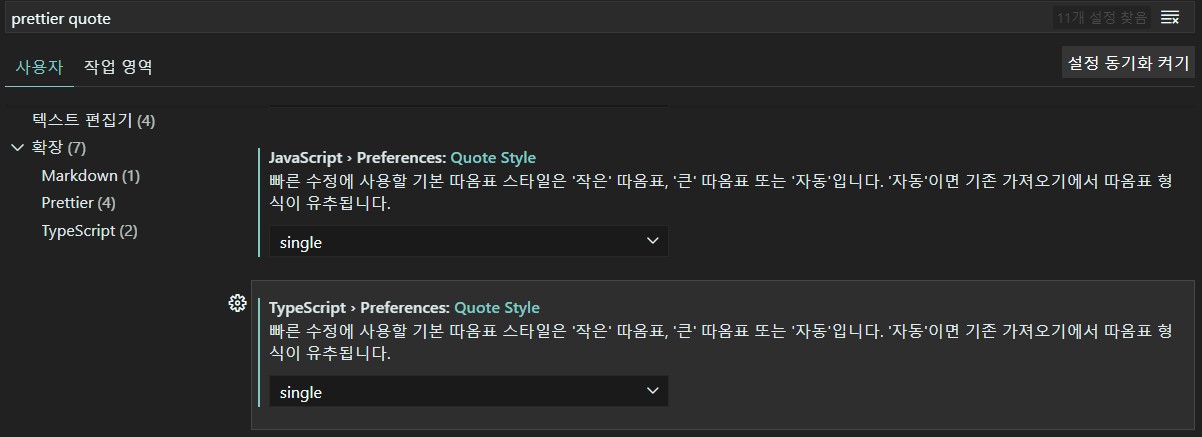 prettier quote
11개 설정 찾음
사용자
작업 영역
설정 동기화 켜기
텍스트 편집기 (4)
확장 (7)
Markdown (1)
Prettier (4)
TypeScript (2)
JavaScript › Preferences: Quote Style
빠른 수정에 사용할 기본 따옴표 스타일은 '작은' 따옴표, '큰' 따옴표 또는 '자동'입니다. '자동'이면 기존 가져오기에서 따옴표 형
식이 유추됩니다.
single
TypeScript › Preferences: Quote Style
빠른 수정에 사용할 기본 따옴표 스타일은 '작은' 따옴표, '큰' 따옴표 또는 '자동'입니다. '자동'이면 기존 가져오기에서 따옴표 형
식이 유추됩니다.
single